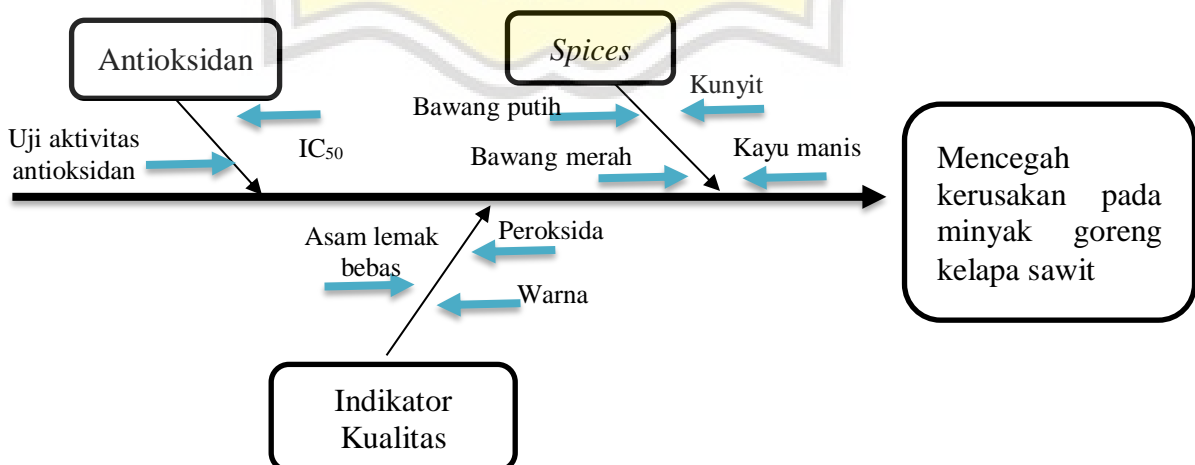 Antioksidan
Spices
Kunyit
Bawang putih
IC₅₀
Uji aktivitas
antioksidan
Bawang merah
Kayu manis
Mencegah
kerusakan pada
minyak goreng
kelapa sawit
Asam lemak
bebas
Peroksida
Warna
Indikator
Kualitas